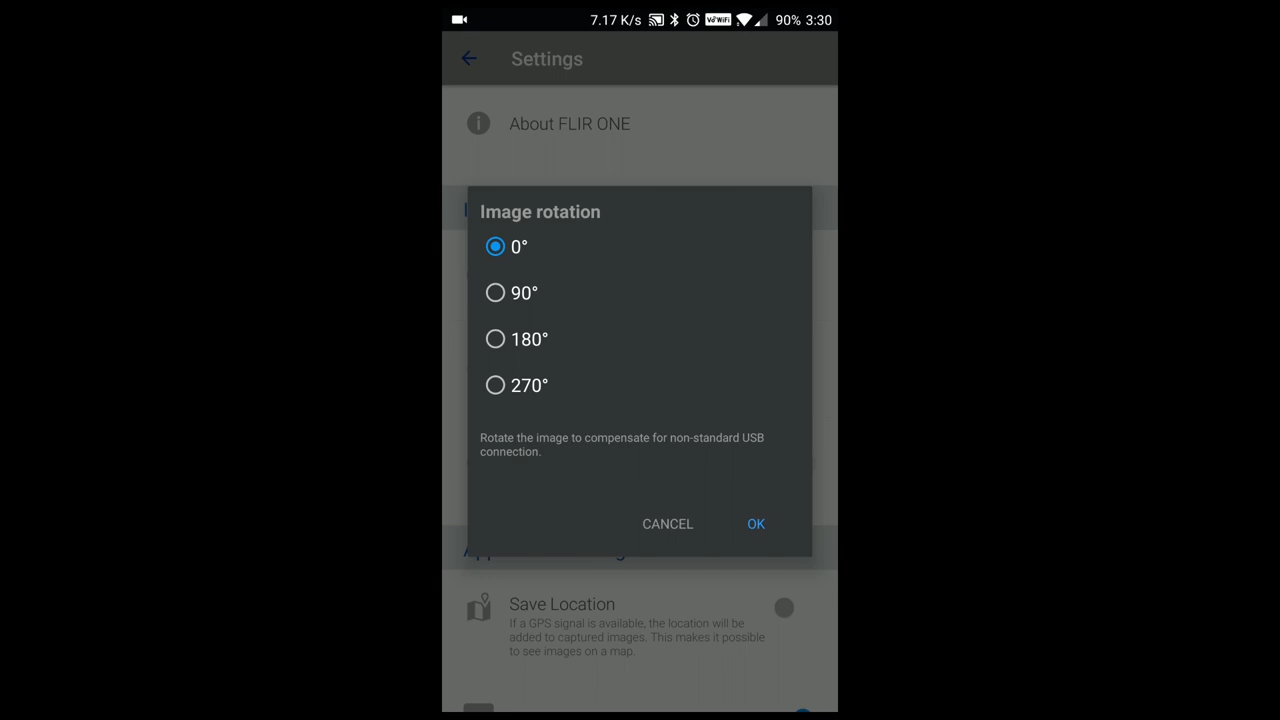 7.17 K/s VoWiFi 90% 3:30
Settings
About FLIR ONE
Image rotation
0°
90°
180°
270°
Rotate the image to compensate for non-standard USB
connection.
CANCEL OK
Save Location
If a GPS signal is available, the location will be
added to captured images. This makes it possible
to see images on a map.